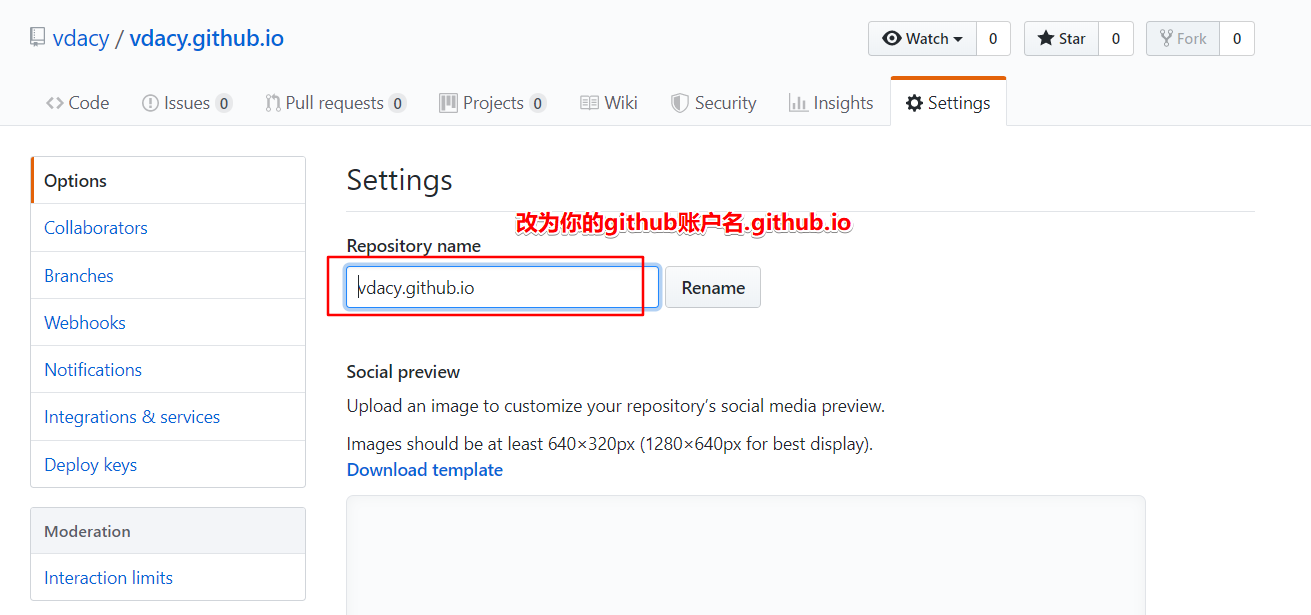 vdacy / vdacy.github.io
Watch 0 Star 0 Fork 0
Code Issues 0 Pull requests 0 Projects 0 Wiki Security Insights Settings
Options
Collaborators
Branches
Webhooks
Notifications
Integrations & services
Deploy keys
Moderation
Interaction limits
Settings
改为你的github账户名.github.io
Repository name
vdacy.github.io Rename
Social preview
Upload an image to customize your repository’s social media preview.
Images should be at least 640×320px (1280×640px for best display).
Download template